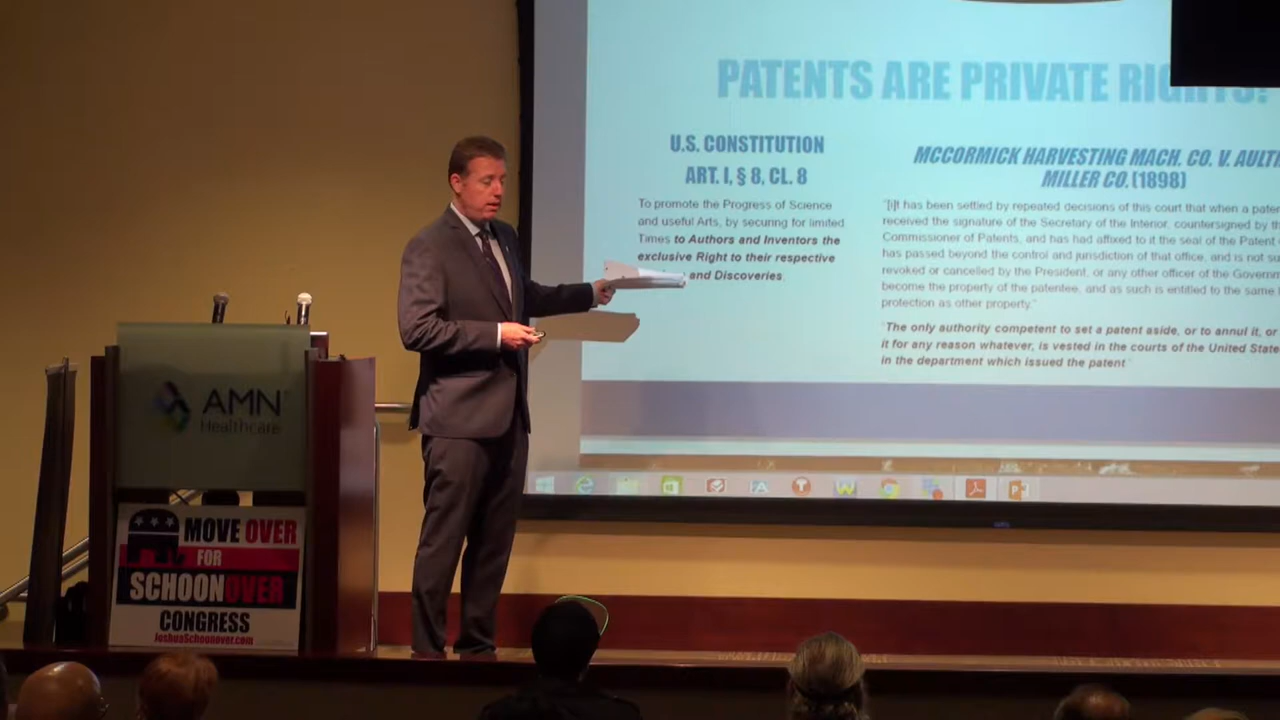 PATENTS ARE PRIVATE RIGHTS!
U.S. CONSTITUTION
ART. I, § 8, CL. 8
To promote the Progress of Science
and useful Arts, by securing for limited
Times to Authors and Inventors the
exclusive Right to their respective
and Discoveries.
MCCORMICK HARVESTING MACH. CO. V. AULT
MILLER CO. (1898)
"[i]t has been settled by repeated decisions of this court that when a
received the signature of the Secretary of the Interior, countersigned by
Commissioner of Patents, and has had affixed to it the seal of the Patent
has passed beyond the control and jurisdiction of that office, and is not
revoked or cancelled by the President, or any other officer of the
become the property of the patentee, and as such is entitled to the same
protection as other property."
The only authority competent to set a patent aside, or to annul it, or
it for any reason whatever, is vested in the courts of the United
in the department which issued the patent
AMN
Healthcare
MOVE OVER
FOR
SCHOONOVER
CONGRESS
JoshuaSchoonover.com